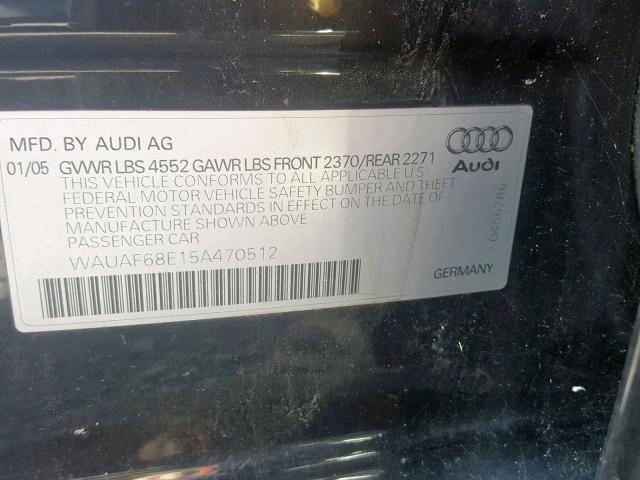 MFD. BY AUDI AG
01/05 GVWR LBS 4552 GAWR LBS FRONT 2370/REAR 2271
THIS VEHICLE CONFORMS TO ALL APPLICABLE U S
FEDERAL MOTOR VEHICLE SAFETY BUMPER AND THEFT
PREVENTION STANDARDS IN EFFECT ON THE DATE OF
MANUFACTURE SHOWN ABOVE
PASSENGER CAR
WAUAF68E15A470512
Audi
0456786
GERMANY